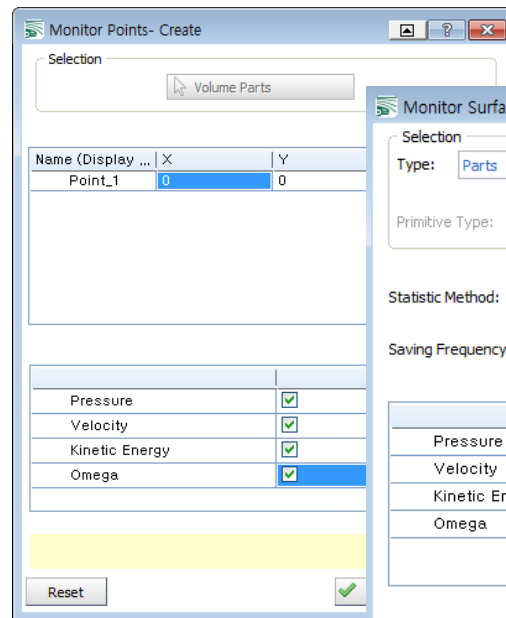 Monitor Points- Create
Selection
Volume Parts
Name (Display ... X Y
Point_1 0 0
Pressure
Velocity
Kinetic Energy
Omega
Reset
Monitor Surfa
Selection
Type: Parts
Primitive Type:
Statistic Method:
Saving Frequency
Pressure
Velocity
Kinetic Er
Omega